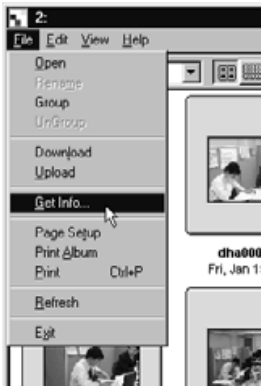 2:
File Edit View Help
Open
Rename
Group
UnGroup
Download
Upload
Get Info...
Page Setup
Print Album
Print Ctrl+P
Refresh
Exit
dha000
Fri, Jan 1